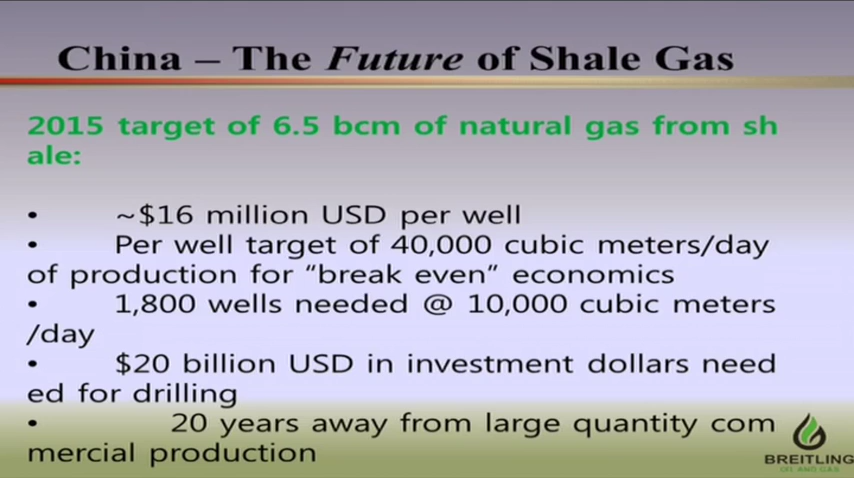 China – The Future of Shale Gas
2015 target of 6.5 bcm of natural gas from sh
ale:
• ~$16 million USD per well
• Per well target of 40,000 cubic meters/day
of production for “break even” economics
• 1,800 wells needed @ 10,000 cubic meters
/day
• $20 billion USD in investment dollars need
ed for drilling
• 20 years away from large quantity com
mercial production
BREITLING
OIL AND GAS